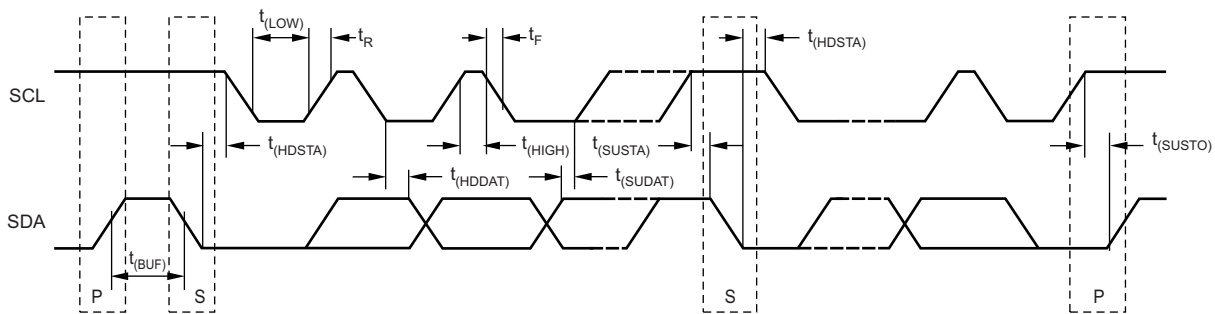 t(LOW)
tR
tF
t(HDSTA)
SCL
t(HDSTA)
t(HIGH)
t(SUSTA)
t(SUSTO)
t(HDDAT)
t(SUDAT)
SDA
t(BUF)
P
S
S
P